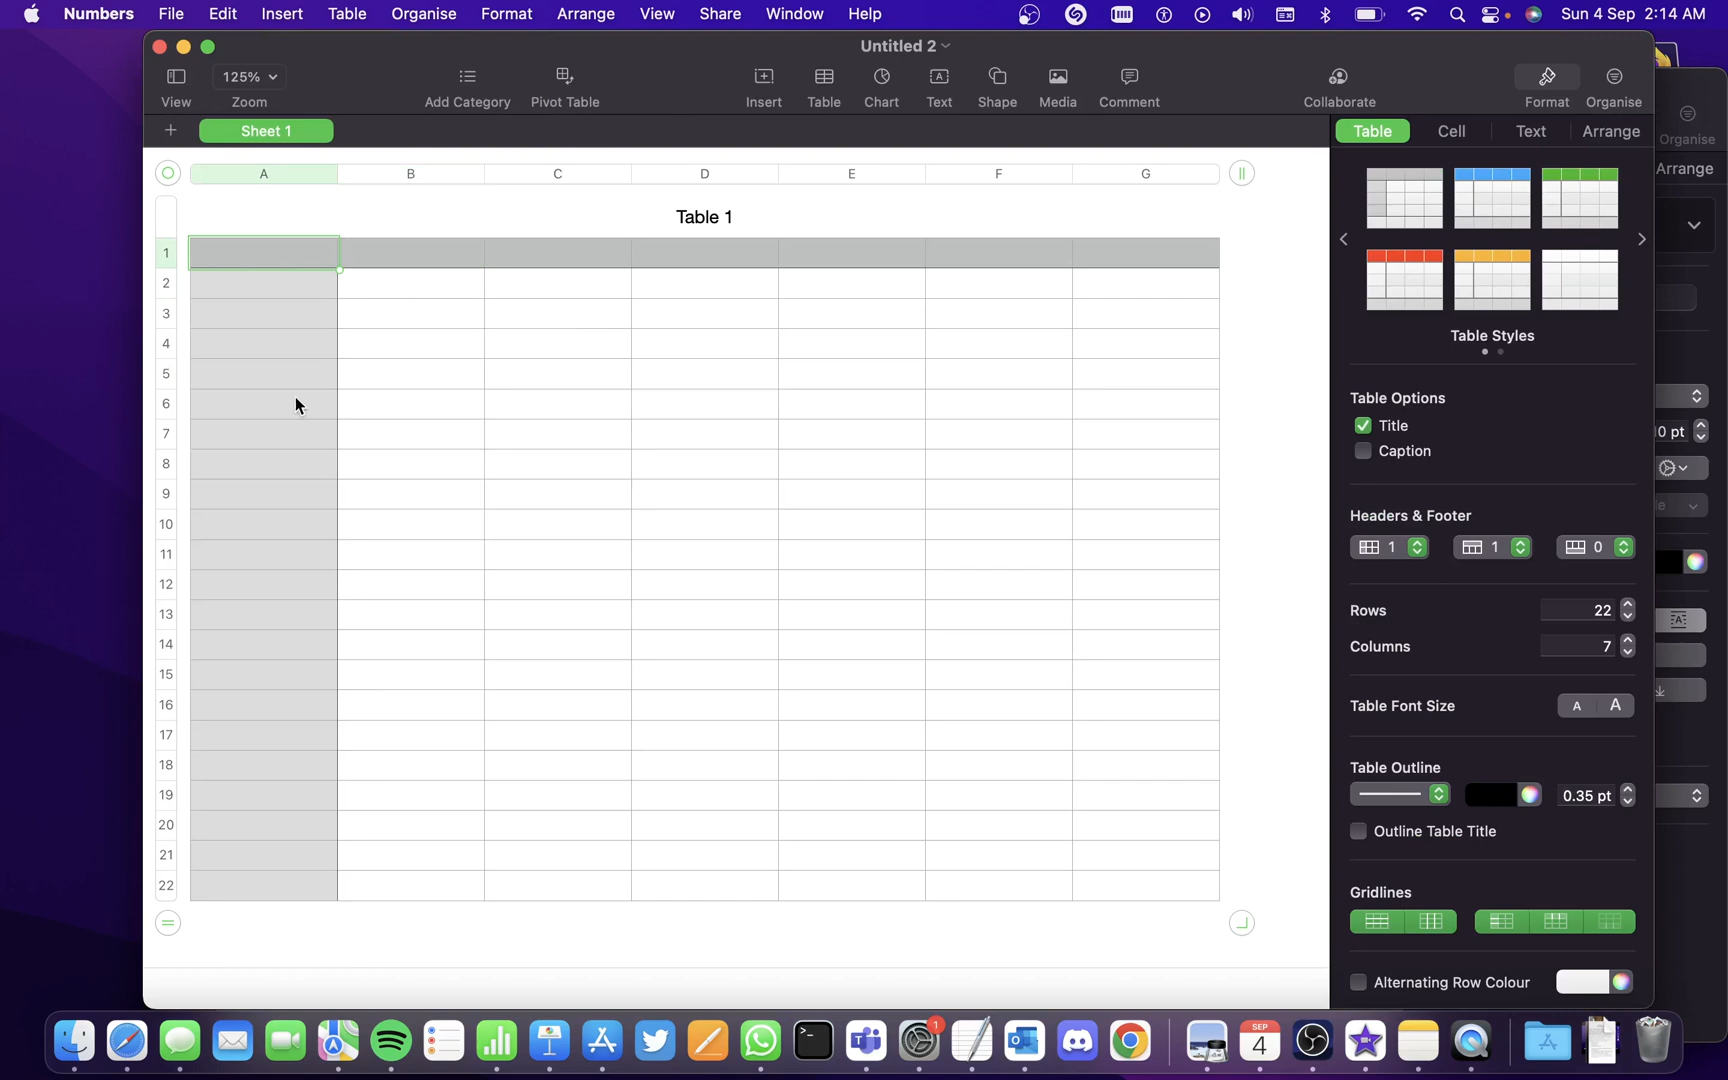 Numbers File Edit Insert Table Organise Format Arrange View Share Window Help Sun 4 Sep 2:14 AM
Untitled 2
125%
View Zoom Add Category Pivot Table Insert Table Chart Text Shape Media Comment Collaborate Format Organise
Organise
Sheet 1 Table Cell Text Arrange
Arrange
A B C D E F G
Table 1
1
2
3
4
5
6
7
8
9
10
11
12
13
14
15
16
17
18
19
20
21
22
Table Styles
Table Options
Title
Caption
Headers & Footer
1 1 0
Rows 22
Columns 7
Table Font Size A A
Table Outline
0.35 pt
Outline Table Title
Gridlines
Alternating Row Colour
0 pt
A
1
SEP
4